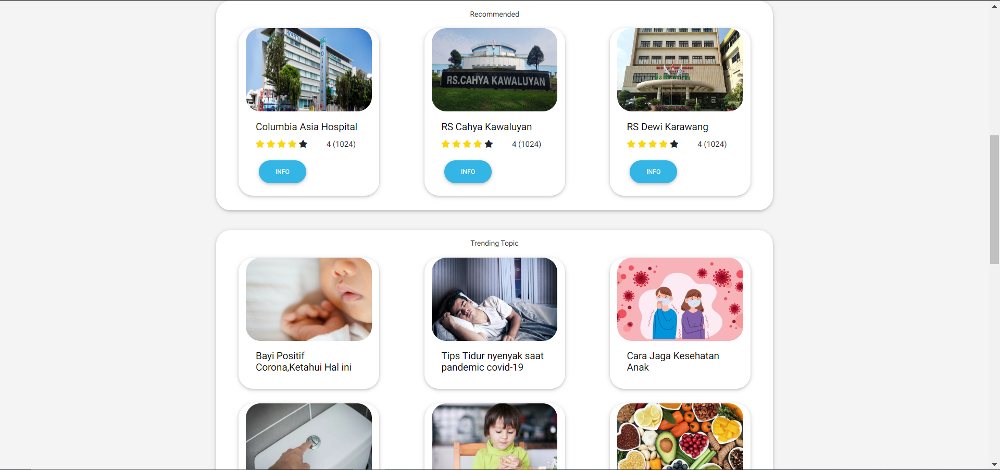 Recommended
HOSPITAL
HOSPITAL
RS.CAHYA KAWALUYAN
Columbia Asia Hospital
RS Cahya Kawaluyan
RS Dewi Karawang
4 (1024)
4 (1024)
4 (1024)
INFO
INFO
INFO
Trending Topic
Bayi Positif
Corona,Ketahui Hal ini
Tips Tidur nyenyak saat
pandemic covid-19
Cara Jaga Kesehatan
Anak